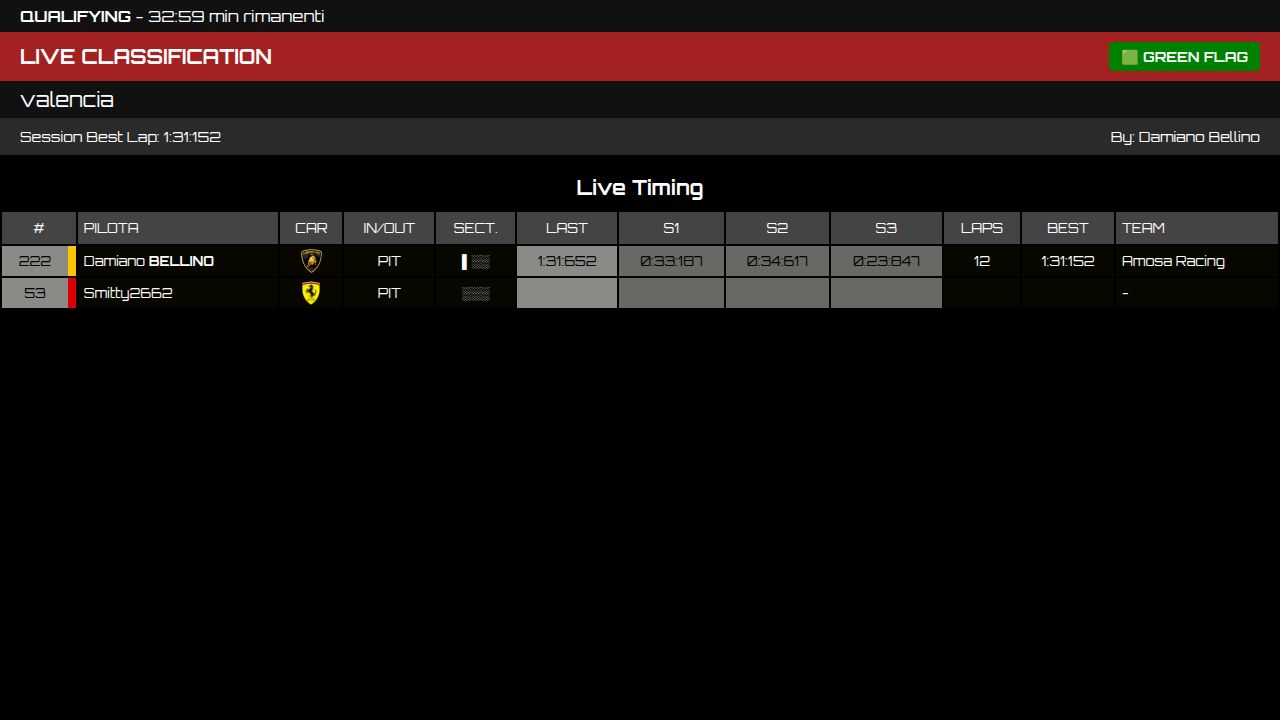 QUALIFYING - 32:59 min rimanenti
LIVE CLASSIFICATION
GREEN FLAG
valencia
Session Best Lap: 1:31:152
By: Damiano Bellino
Live Timing
# PILOTA CAR IN/OUT SECT. LAST S1 S2 S3 LAPS BEST TEAM
222 Damiano BELLINO PIT 1:31:652 0:33:187 0:34:617 0:23:847 12 1:31:152 Amosa Racing
53 Smitty2662 PIT -